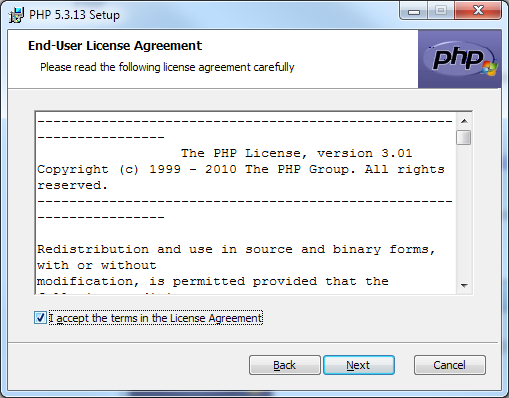 PHP 5.3.13 Setup
End-User License Agreement
Please read the following license agreement carefully
php
----------------------------------------------------
----------------
The PHP License, version 3.01
Copyright (c) 1999 - 2010 The PHP Group. All rights
reserved.
----------------------------------------------------
----------------
Redistribution and use in source and binary forms,
with or without
modification, is permitted provided that the
I accept the terms in the License Agreement
Back Next Cancel